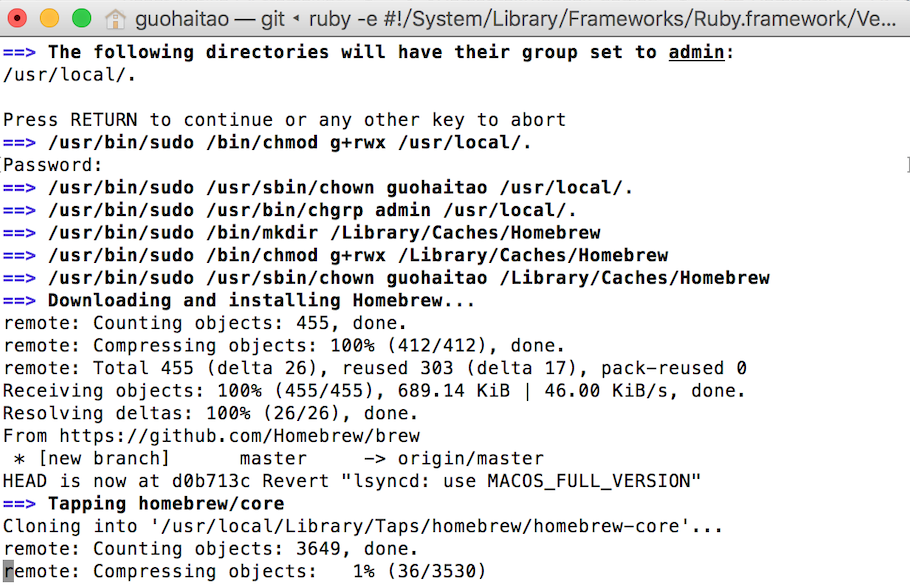 guohaitao — git ◂ ruby -e #!/System/Library/Frameworks/Ruby.framework/Ve...
==> The following directories will have their group set to admin:
/usr/local/.
Press RETURN to continue or any other key to abort
==> /usr/bin/sudo /bin/chmod g+rwx /usr/local/.
Password:
==> /usr/bin/sudo /usr/sbin/chown guohaitao /usr/local/.
==> /usr/bin/sudo /usr/bin/chgrp admin /usr/local/.
==> /usr/bin/sudo /bin/mkdir /Library/Caches/Homebrew
==> /usr/bin/sudo /bin/chmod g+rwx /Library/Caches/Homebrew
==> /usr/bin/sudo /usr/sbin/chown guohaitao /Library/Caches/Homebrew
==> Downloading and installing Homebrew...
remote: Counting objects: 455, done.
remote: Compressing objects: 100% (412/412), done.
remote: Total 455 (delta 26), reused 303 (delta 17), pack-reused 0
Receiving objects: 100% (455/455), 689.14 KiB | 46.00 KiB/s, done.
Resolving deltas: 100% (26/26), done.
From https://github.com/Homebrew/brew
 * [new branch]      master     -> origin/master
HEAD is now at d0b713c Revert "lsyncd: use MACOS_FULL_VERSION"
==> Tapping homebrew/core
Cloning into '/usr/local/Library/Taps/homebrew/homebrew-core'...
remote: Counting objects: 3649, done.
remote: Compressing objects:   1% (36/3530)